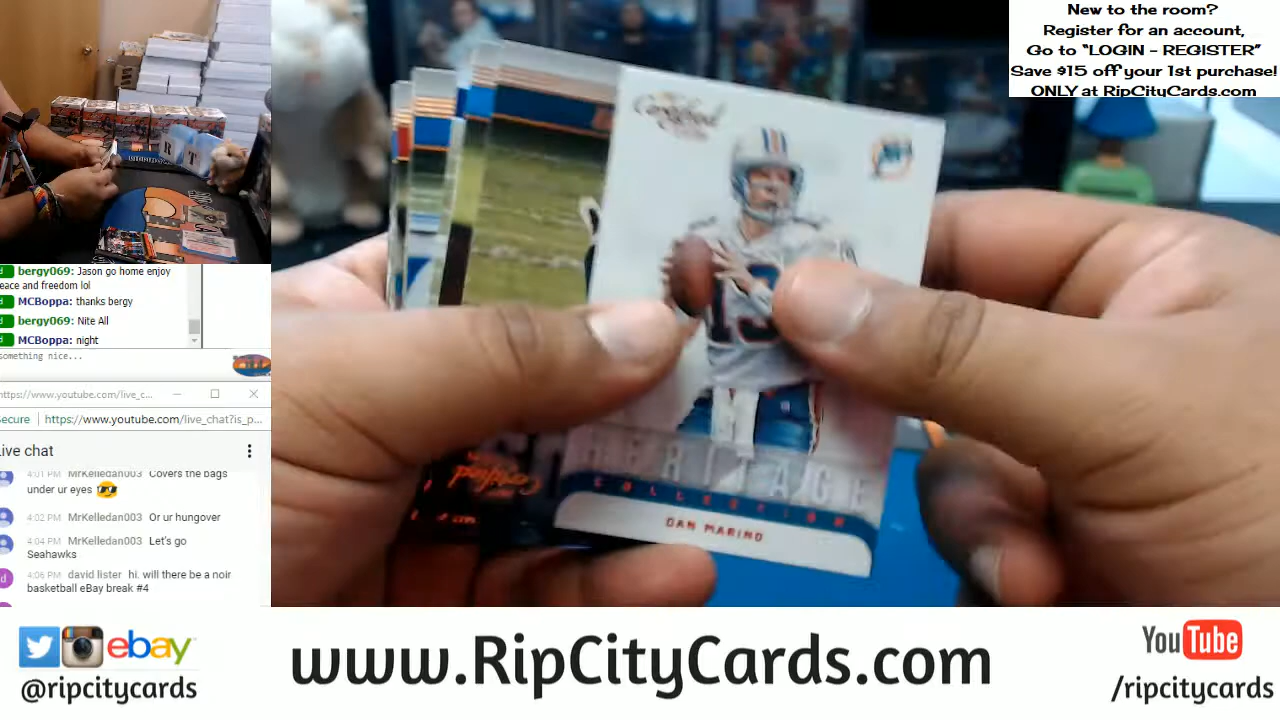 New to the room?
Register for an account,
Go to “LOGIN - REGISTER”
Save $15 off your 1st purchase!
ONLY at RipCityCards.com
R T
d bergy069: Jason go home enjoy
eace and freedom lol
d MCBoppa: thanks bergy
d bergy069: Nite All
d MCBoppa: night
something nice...
https://www.youtube.com/live_c...
ecure https://www.youtube.com/live_chat?is_p...
ive chat
4:01 PM MrKelledan003 Covers the bags
under ur eyes
4:02 PM MrKelledan003 Or ur hungover
4:04 PM MrKelledan003 Let's go
Seahawks
d 4:06 PM david lister hi. will there be a noir
basketball eBay break #4
Certified
13
HERITAGE
COLLECTION
DAN MARINO
Certified
ebay
@ripcitycards
www.RipCityCards.com
YouTube
/ripcitycards